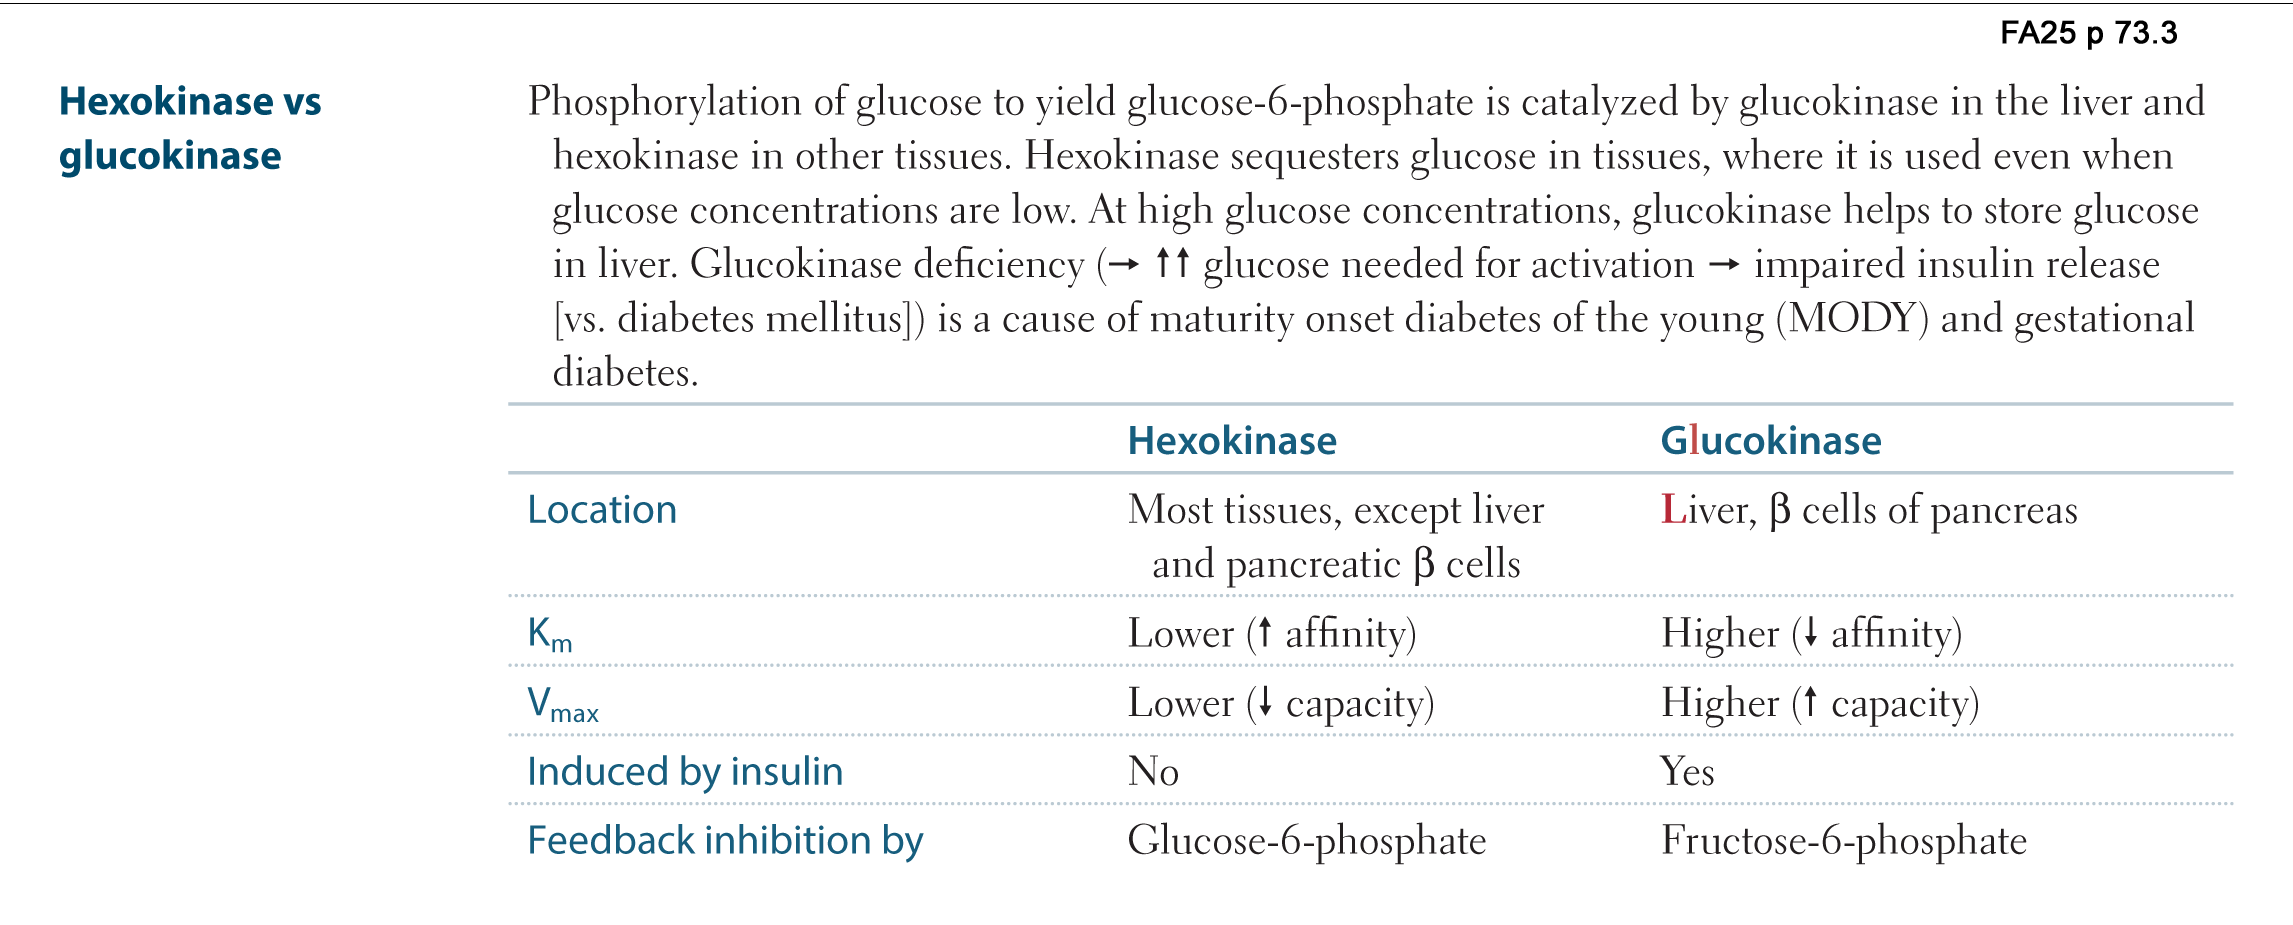 FA25 p 73.3
Hexokinase vs
glucokinase
Phosphorylation of glucose to yield glucose-6-phosphate is catalyzed by glucokinase in the liver and
hexokinase in other tissues. Hexokinase sequesters glucose in tissues, where it is used even when
glucose concentrations are low. At high glucose concentrations, glucokinase helps to store glucose
in liver. Glucokinase deficiency (→ ↑↑ glucose needed for activation → impaired insulin release
[vs. diabetes mellitus]) is a cause of maturity onset diabetes of the young (MODY) and gestational
diabetes.
Hexokinase Glucokinase
Location Most tissues, except liver Liver, β cells of pancreas
and pancreatic β cells
Km Lower (↑ affinity) Higher (↓ affinity)
Vmax Lower (↓ capacity) Higher (↑ capacity)
Induced by insulin No Yes
Feedback inhibition by Glucose-6-phosphate Fructose-6-phosphate